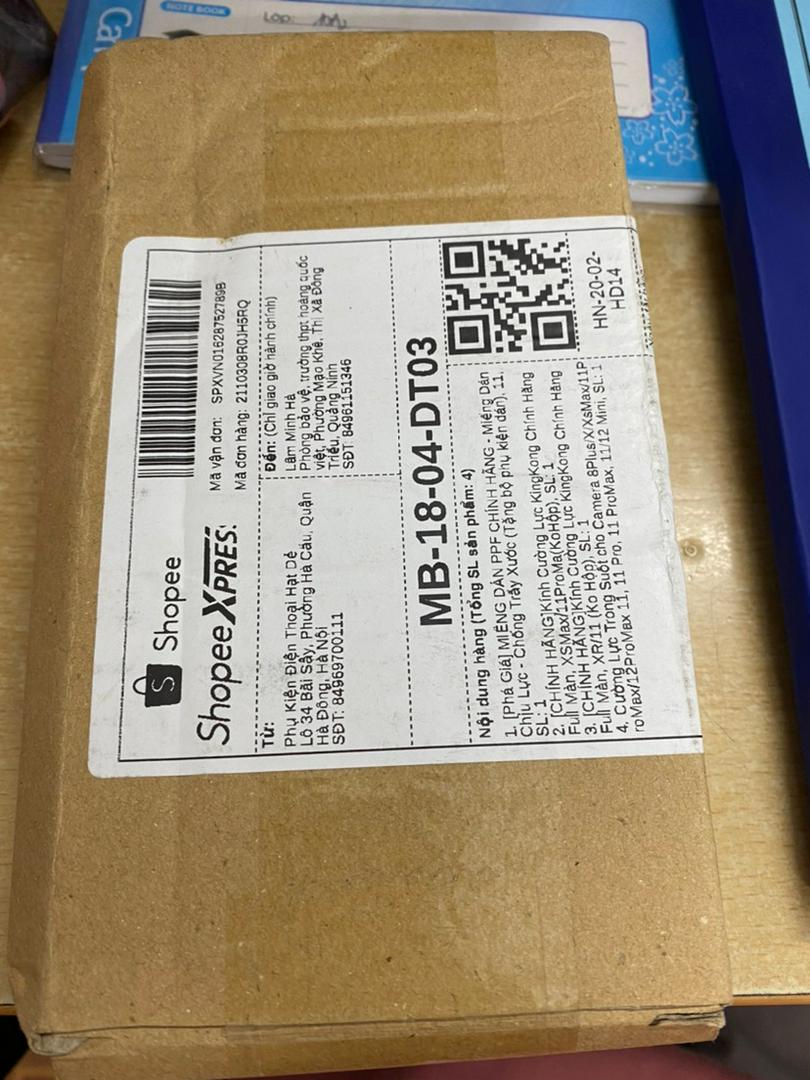 NOTE BOOK
Lớp:
Shopee
Shopee XPRES
Mã vận đơn: SPXVN01628752789B
Mã đơn hàng: 2110308R0JH5RQ
Từ:
Phụ Kiện Điện Thoại Hạt Dẻ
Lô 34 Bãi Sậy, Phường Hà Cầu, Quận
Hà Đông, Hà Nội
SĐT: 84969700111
Đến: (Chỉ giao giờ hành chính)
Lâm Minh Hà
Phòng bảo vệ, trường thpt hoàng quốc
việt, Phường Mạo Khê, Thị Xã Đông
Triều, Quảng Ninh
SĐT: 84961151346
MB-18-04-DT03
Nội dung hàng (Tổng SL sản phẩm: 4)
1. [Phá Giá] MIẾNG DÁN PPF CHÍNH HÃNG - Miếng Dán
Chịu Lực - Chống Trầy Xước (Tặng bộ phụ kiện dán), 11,
SL: 1
2. [CHÍNH HÃNG]Kính Cường Lực KingKong Chính Hãng
Full Màn, XSMax/11ProMa(KoHộp), SL: 1
3. [CHÍNH HÃNG]Kính Cường Lực KingKong Chính Hãng
Full Màn, XR/11 (Ko Hộp), SL: 1
4. Cường Lực Trong Suốt cho Camera 8Plus/X/XsMax/11P
roMax/12ProMax 11, 11 Pro, 11 ProMax, 11/12 Mini, SL: 1
HN-20-02-
HD14